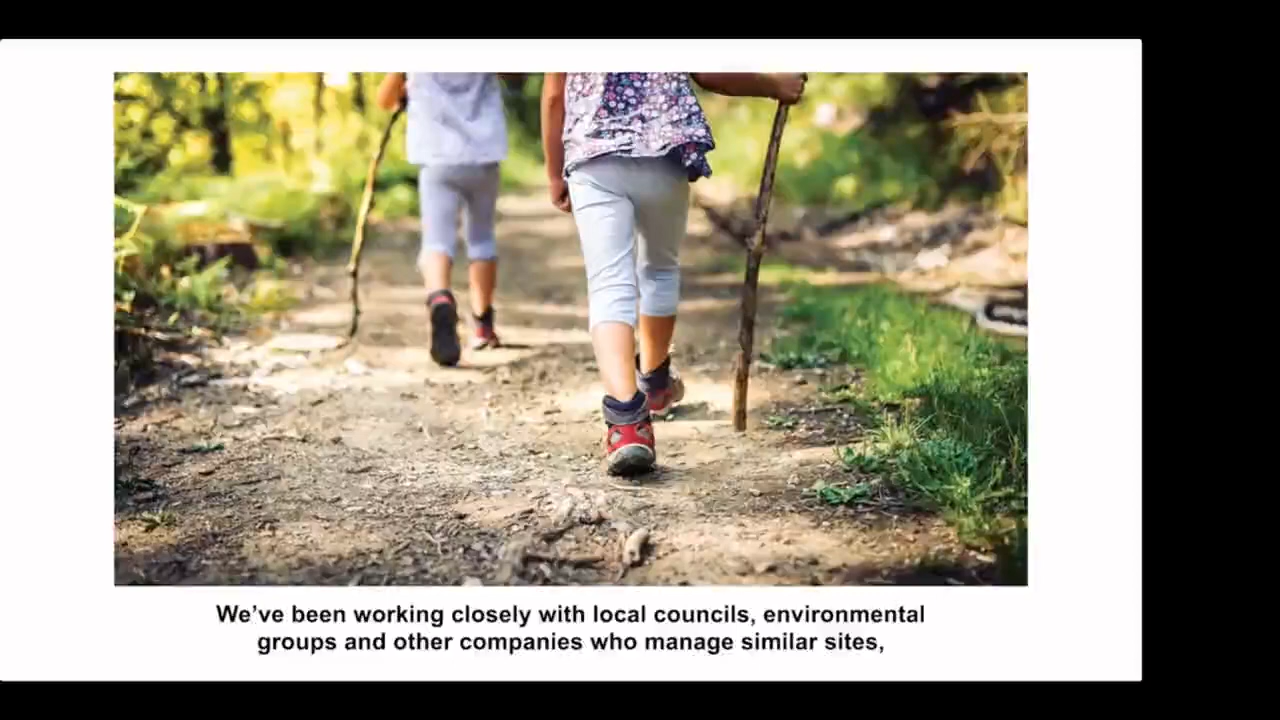 We've been working closely with local councils, environmental
groups and other companies who manage similar sites,